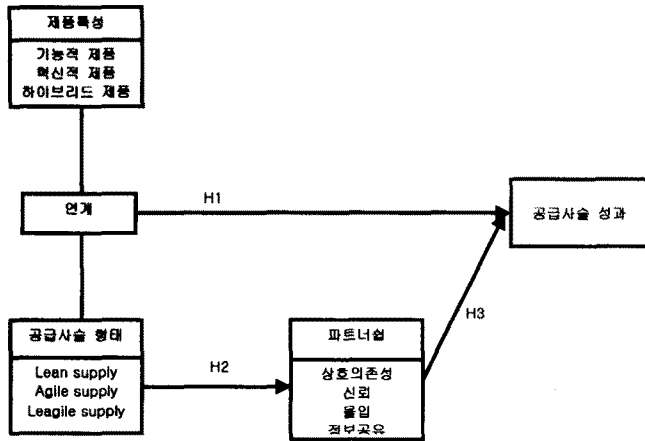 제품특성
기능적 제품
혁신적 제품
하이브리드 제품
연계
H1
공급사슬 성과
H3
공급사슬 형태
Lean supply
Agile supply
Leagile supply
H2
파트너쉽
상호의존성
신뢰
몰입
정보공유